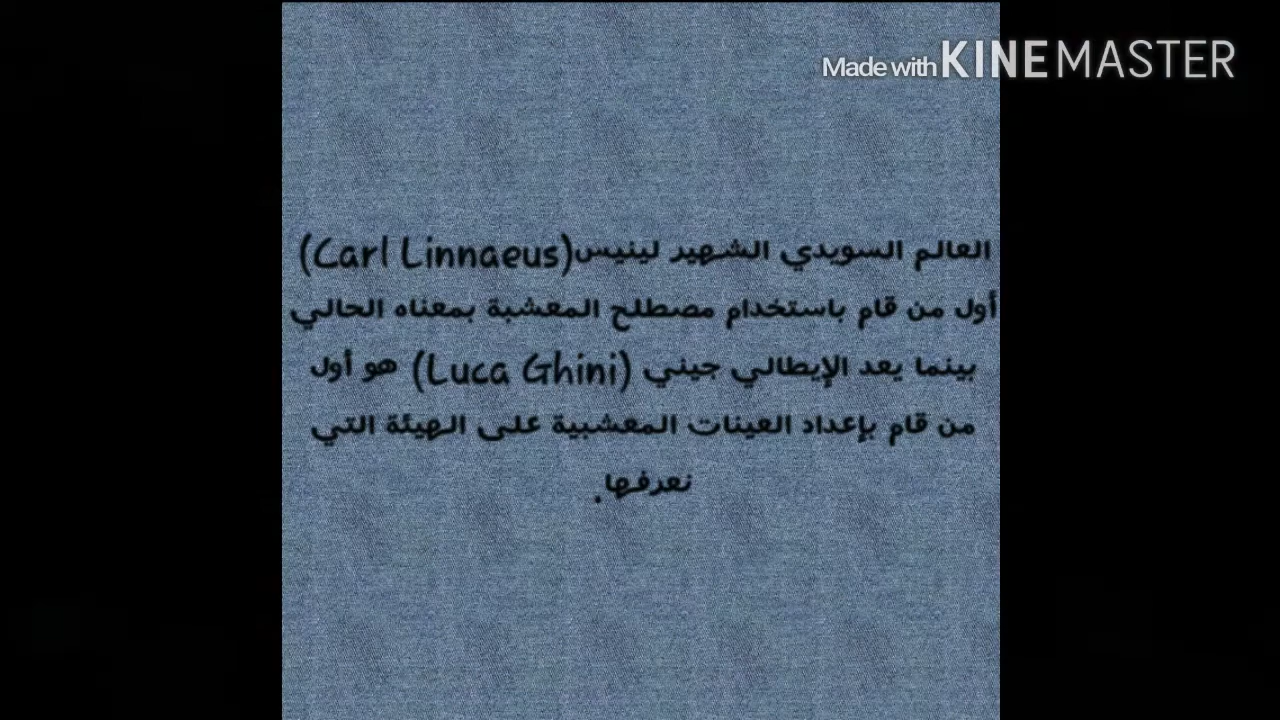 Made with KINEMASTER
العالم السويدي الشهير لينيس(Carl Linnaeus)
أول من قام باستخدام مصطلح المعشبة بمعناه الحالي
بينما يعد الإيطالي جيني (Luca Ghini) هو أول
من قام بإعداد العينات المعشبية على الهيئة التي
نعرفها.